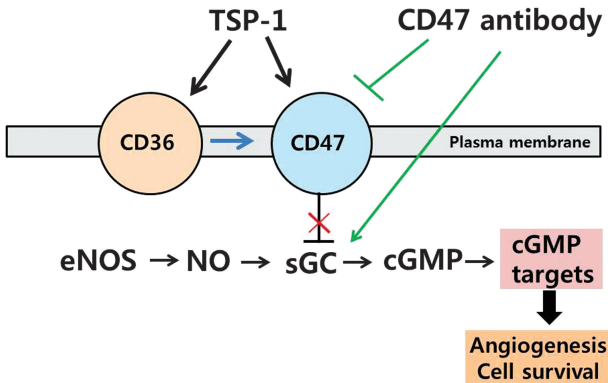 TSP-1
CD47 antibody
CD36
CD47
Plasma membrane
eNOS
NO
sGC
cGMP
cGMP
targets
Angiogenesis
Cell survival